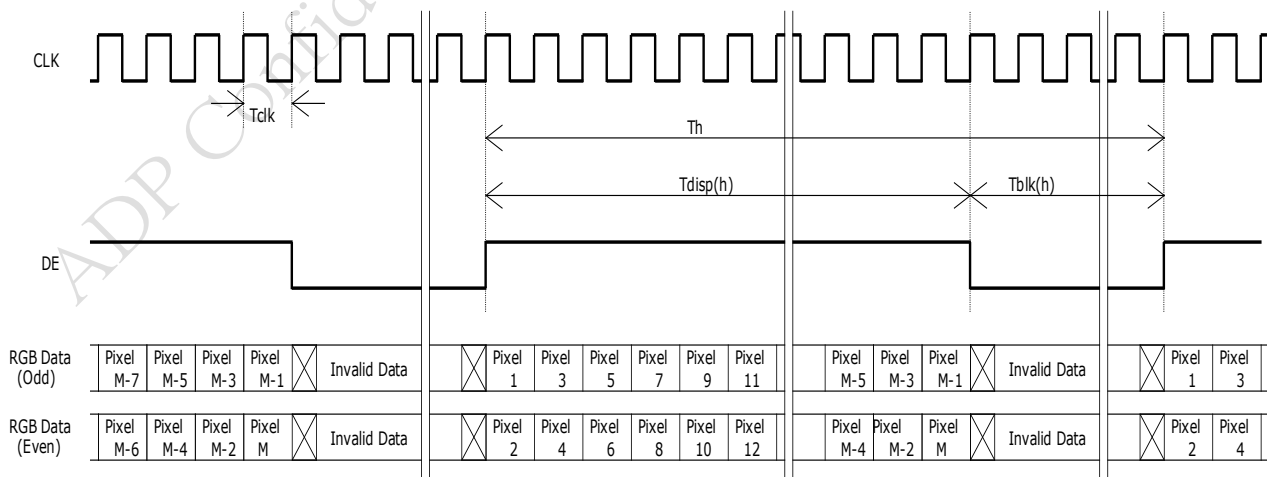 ADP Confid
CLK
Tclk
Th
Tdisp(h)
Tblk(h)
DE
RGB Data
(Odd)
Pixel M-7 Pixel M-5 Pixel M-3 Pixel M-1 Invalid Data Pixel 1 Pixel 3 Pixel 5 Pixel 7 Pixel 9 Pixel 11 Pixel M-5 Pixel M-3 Pixel M-1 Invalid Data Pixel 1 Pixel 3
RGB Data
(Even)
Pixel M-6 Pixel M-4 Pixel M-2 Pixel M Invalid Data Pixel 2 Pixel 4 Pixel 6 Pixel 8 Pixel 10 Pixel 12 Pixel M-4 Pixel M-2 Pixel M Invalid Data Pixel 2 Pixel 4